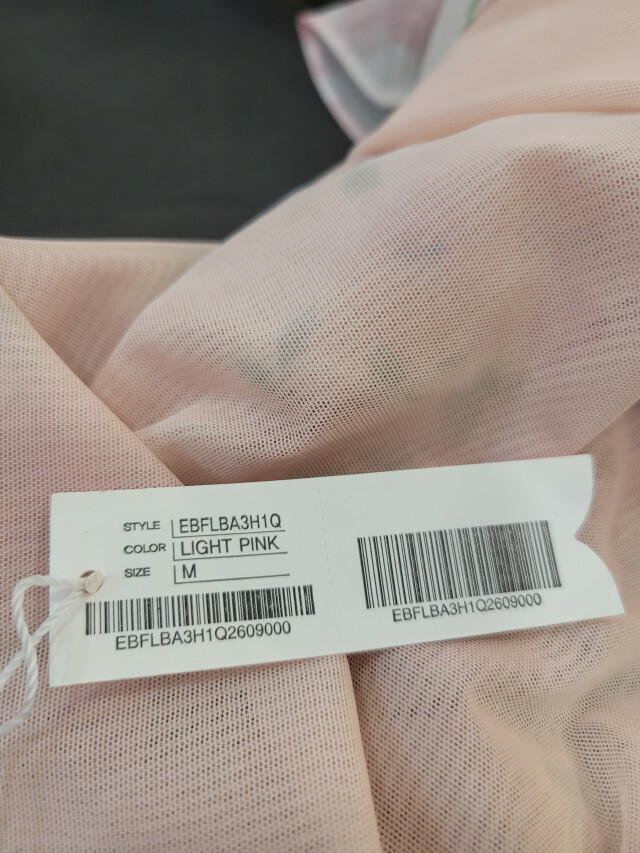 STYLE EBFLBA3H1Q
COLOR LIGHT PINK
SIZE M
EBFLBA3H1Q2609000
EBFLBA3H1Q2609000